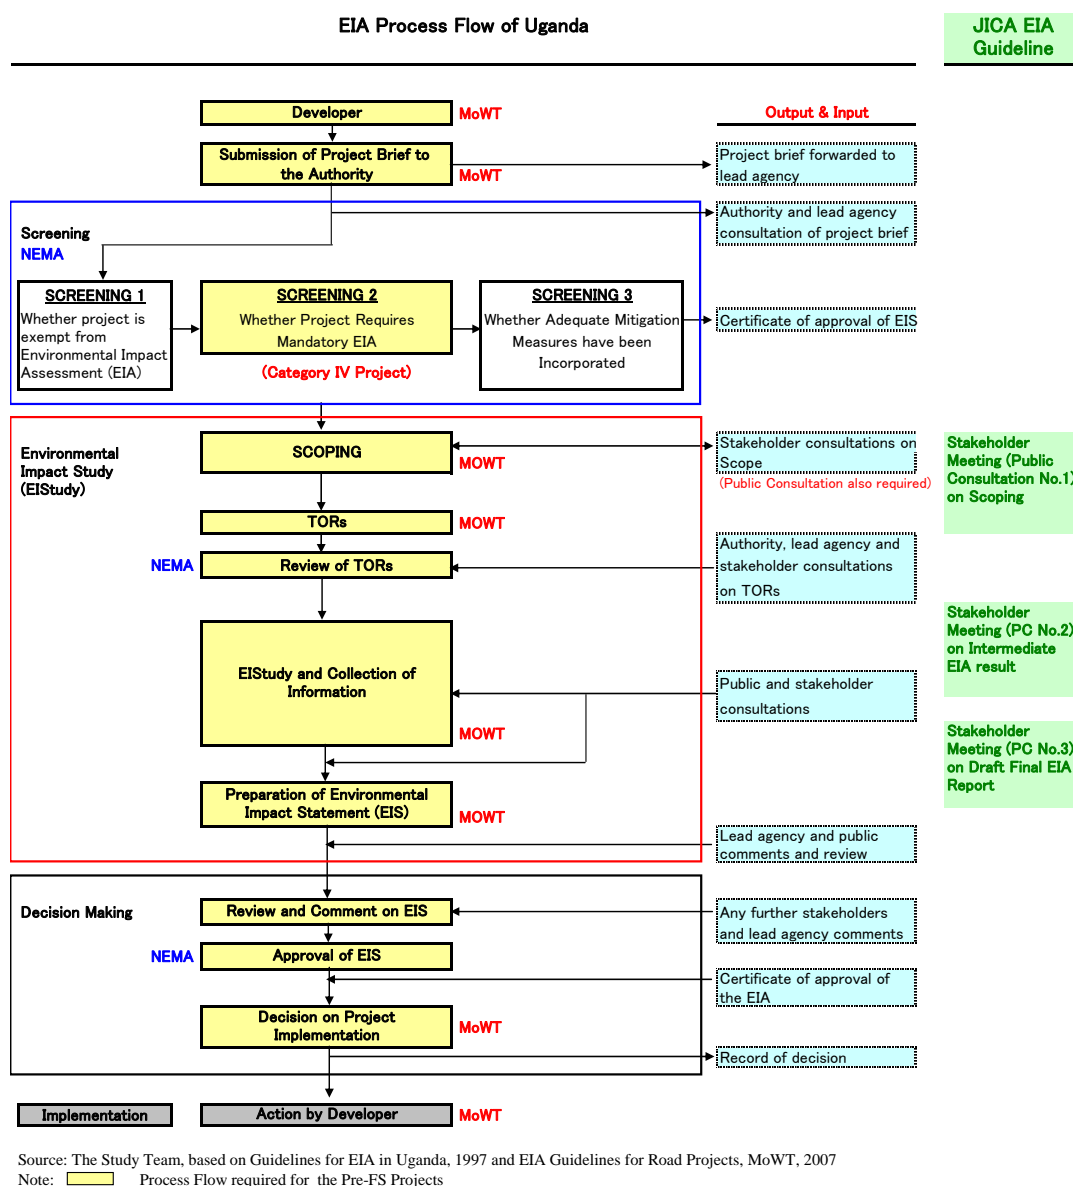 EIA Process Flow of Uganda
JICA EIA
Guideline
Developer
MoWT
Output & Input
Submission of Project Brief to
the Authority
MoWT
Project brief forwarded to
lead agency
Authority and lead agency
consultation of project brief
Screening
NEMA
SCREENING 1
Whether project is
exempt from
Environmental Impact
Assessment (EIA)
SCREENING 2
Whether Project Requires
Mandatory EIA
(Category IV Project)
SCREENING 3
Whether Adequate Mitigation
Measures have been
Incorporated
Certificate of approval of EIS
Environmental
Impact Study
(EIStudy)
SCOPING
MOWT
Stakeholder consultations on
Scope
(Public Consultation also required)
Stakeholder
Meeting (Public
Consultation No.1)
on Scoping
TORs
MOWT
NEMA
Review of TORs
Authority, lead agency and
stakeholder consultations
on TORs
Stakeholder
Meeting (PC No.2)
on Intermediate
EIA result
EIStudy and Collection of
Information
MOWT
Public and stakeholder
consultations
Stakeholder
Meeting (PC No.3)
on Draft Final EIA
Report
Preparation of Environmental
Impact Statement (EIS)
MOWT
Lead agency and public
comments and review
Decision Making
Review and Comment on EIS
Any further stakeholders
and lead agency comments
NEMA
Approval of EIS
Certificate of approval of
the EIA
Decision on Project
Implementation
MoWT
Record of decision
Implementation
Action by Developer
MoWT
Source: The Study Team, based on Guidelines for EIA in Uganda, 1997 and EIA Guidelines for Road Projects, MoWT, 2007
Note: Process Flow required for the Pre-FS Projects